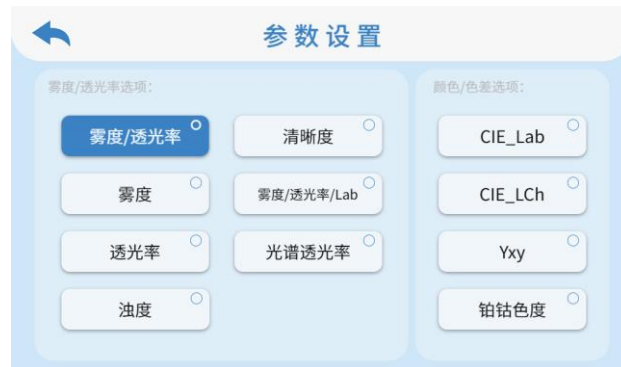 参数设置
雾度/透光率选项:
雾度/透光率
清晰度
雾度
雾度/透光率/Lab
透光率
光谱透光率
浊度
颜色/色差选项:
CIE_Lab
CIE_LCh
Yxy
铂钴色度